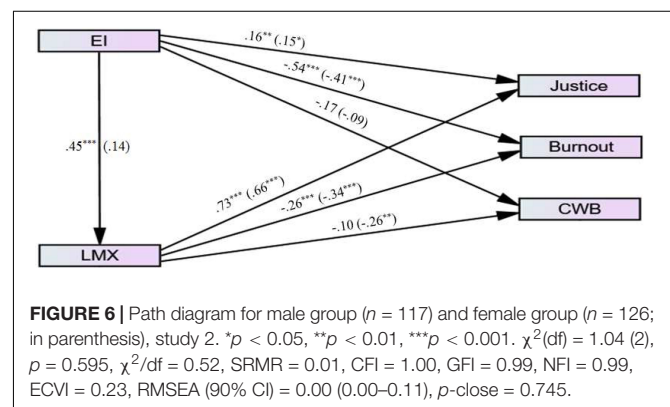 EI
.16** (.15*)
-.54*** (-.41***)
Justice
-.17 (-.09)
.45*** (.14)
Burnout
.73*** (.66***)
-.26*** (-.34***)
CWB
-.10 (-.26**)
LMX
FIGURE 6 | Path diagram for male group (n = 117) and female group (n = 126;
in parenthesis), study 2. *p < 0.05, **p < 0.01, ***p < 0.001. χ²(df) = 1.04 (2),
p = 0.595, χ²/df = 0.52, SRMR = 0.01, CFI = 1.00, GFI = 0.99, NFI = 0.99,
ECVI = 0.23, RMSEA (90% CI) = 0.00 (0.00–0.11), p-close = 0.745.